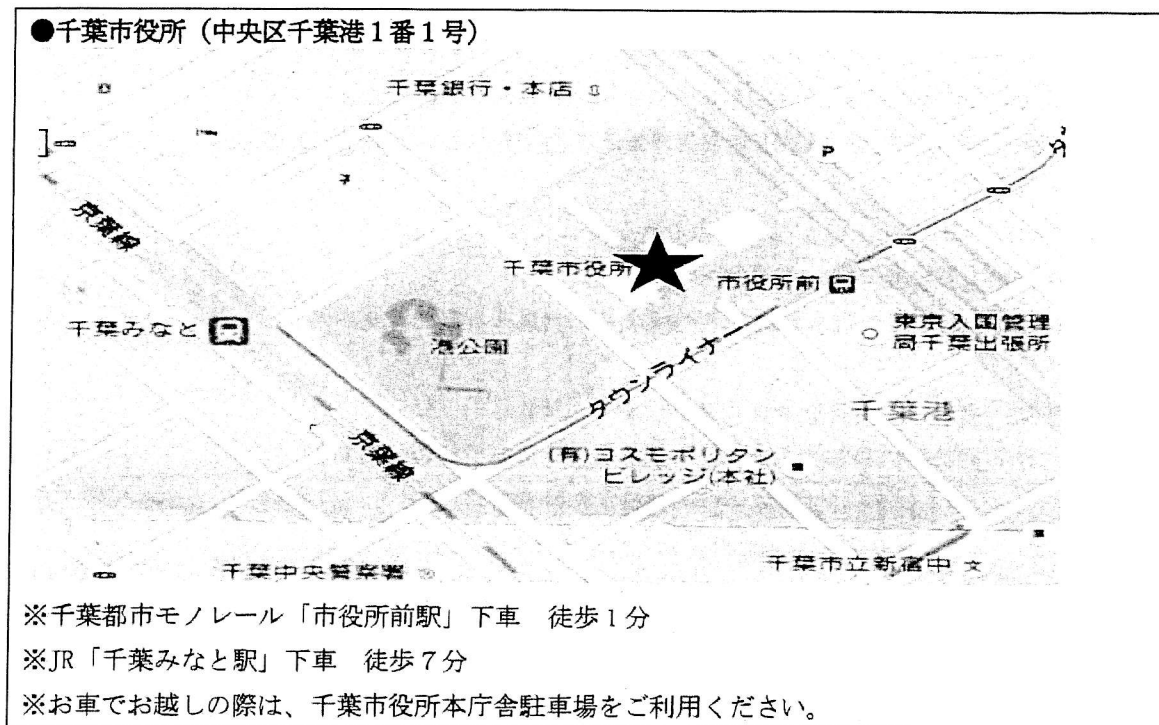 ●千葉市役所（中央区千葉港1番1号）
千葉銀行・本店
P
京葉線
千葉市役所
市役所前
千葉みなと
港公園
東京入国管理
局千葉出張所
タウンライナー
千葉港
京葉線
(有)コスモポリタン
ビレッジ(本社)
千葉中央警察署
千葉市立新宿中 文
※千葉都市モノレール「市役所前駅」下車　徒歩1分
※JR「千葉みなと駅」下車　徒歩7分
※お車でお越しの際は、千葉市役所本庁舎駐車場をご利用ください。